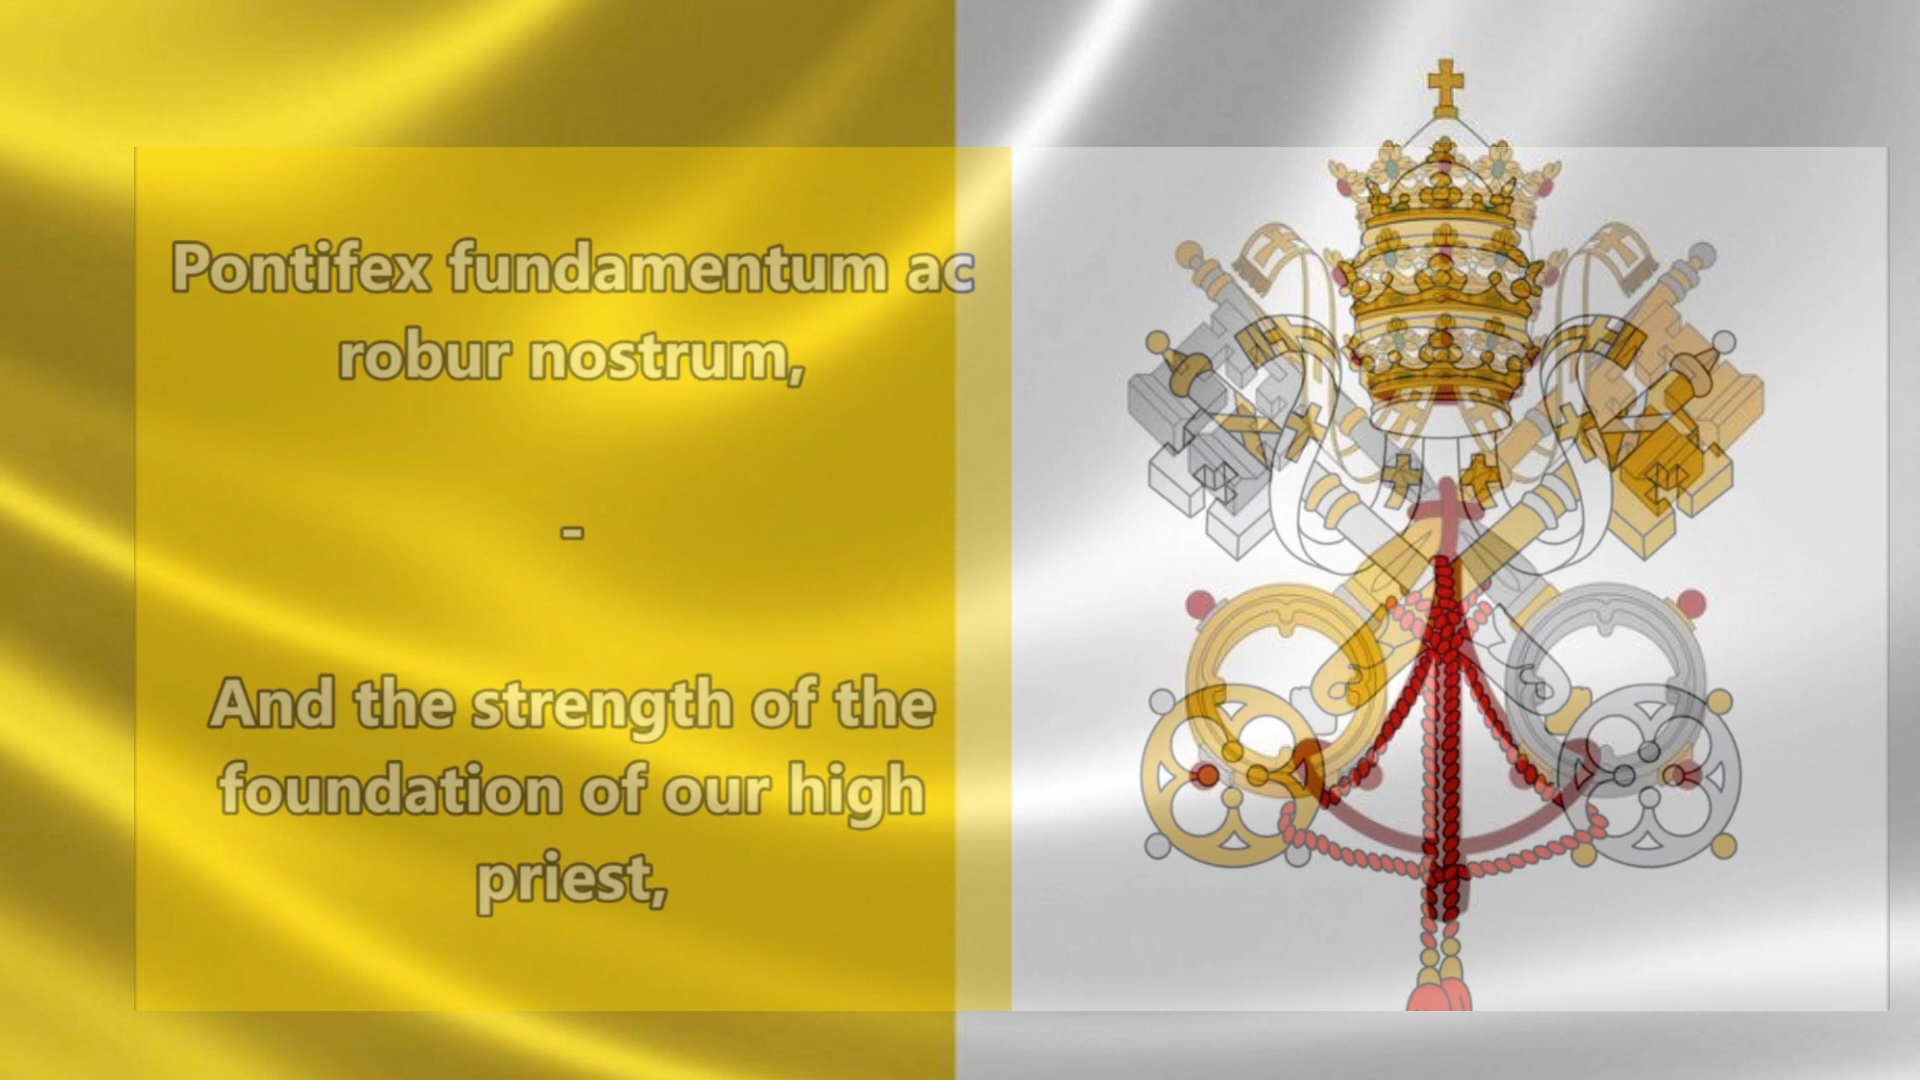 Pontifex fundamentum ac
robur nostrum,
-
And the strength of the
foundation of our high
priest,